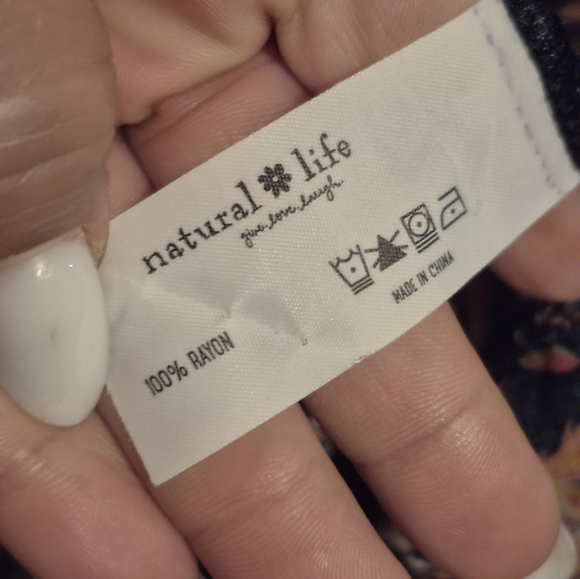 natural life
give. love. laugh.
100% RAYON
MADE IN CHINA